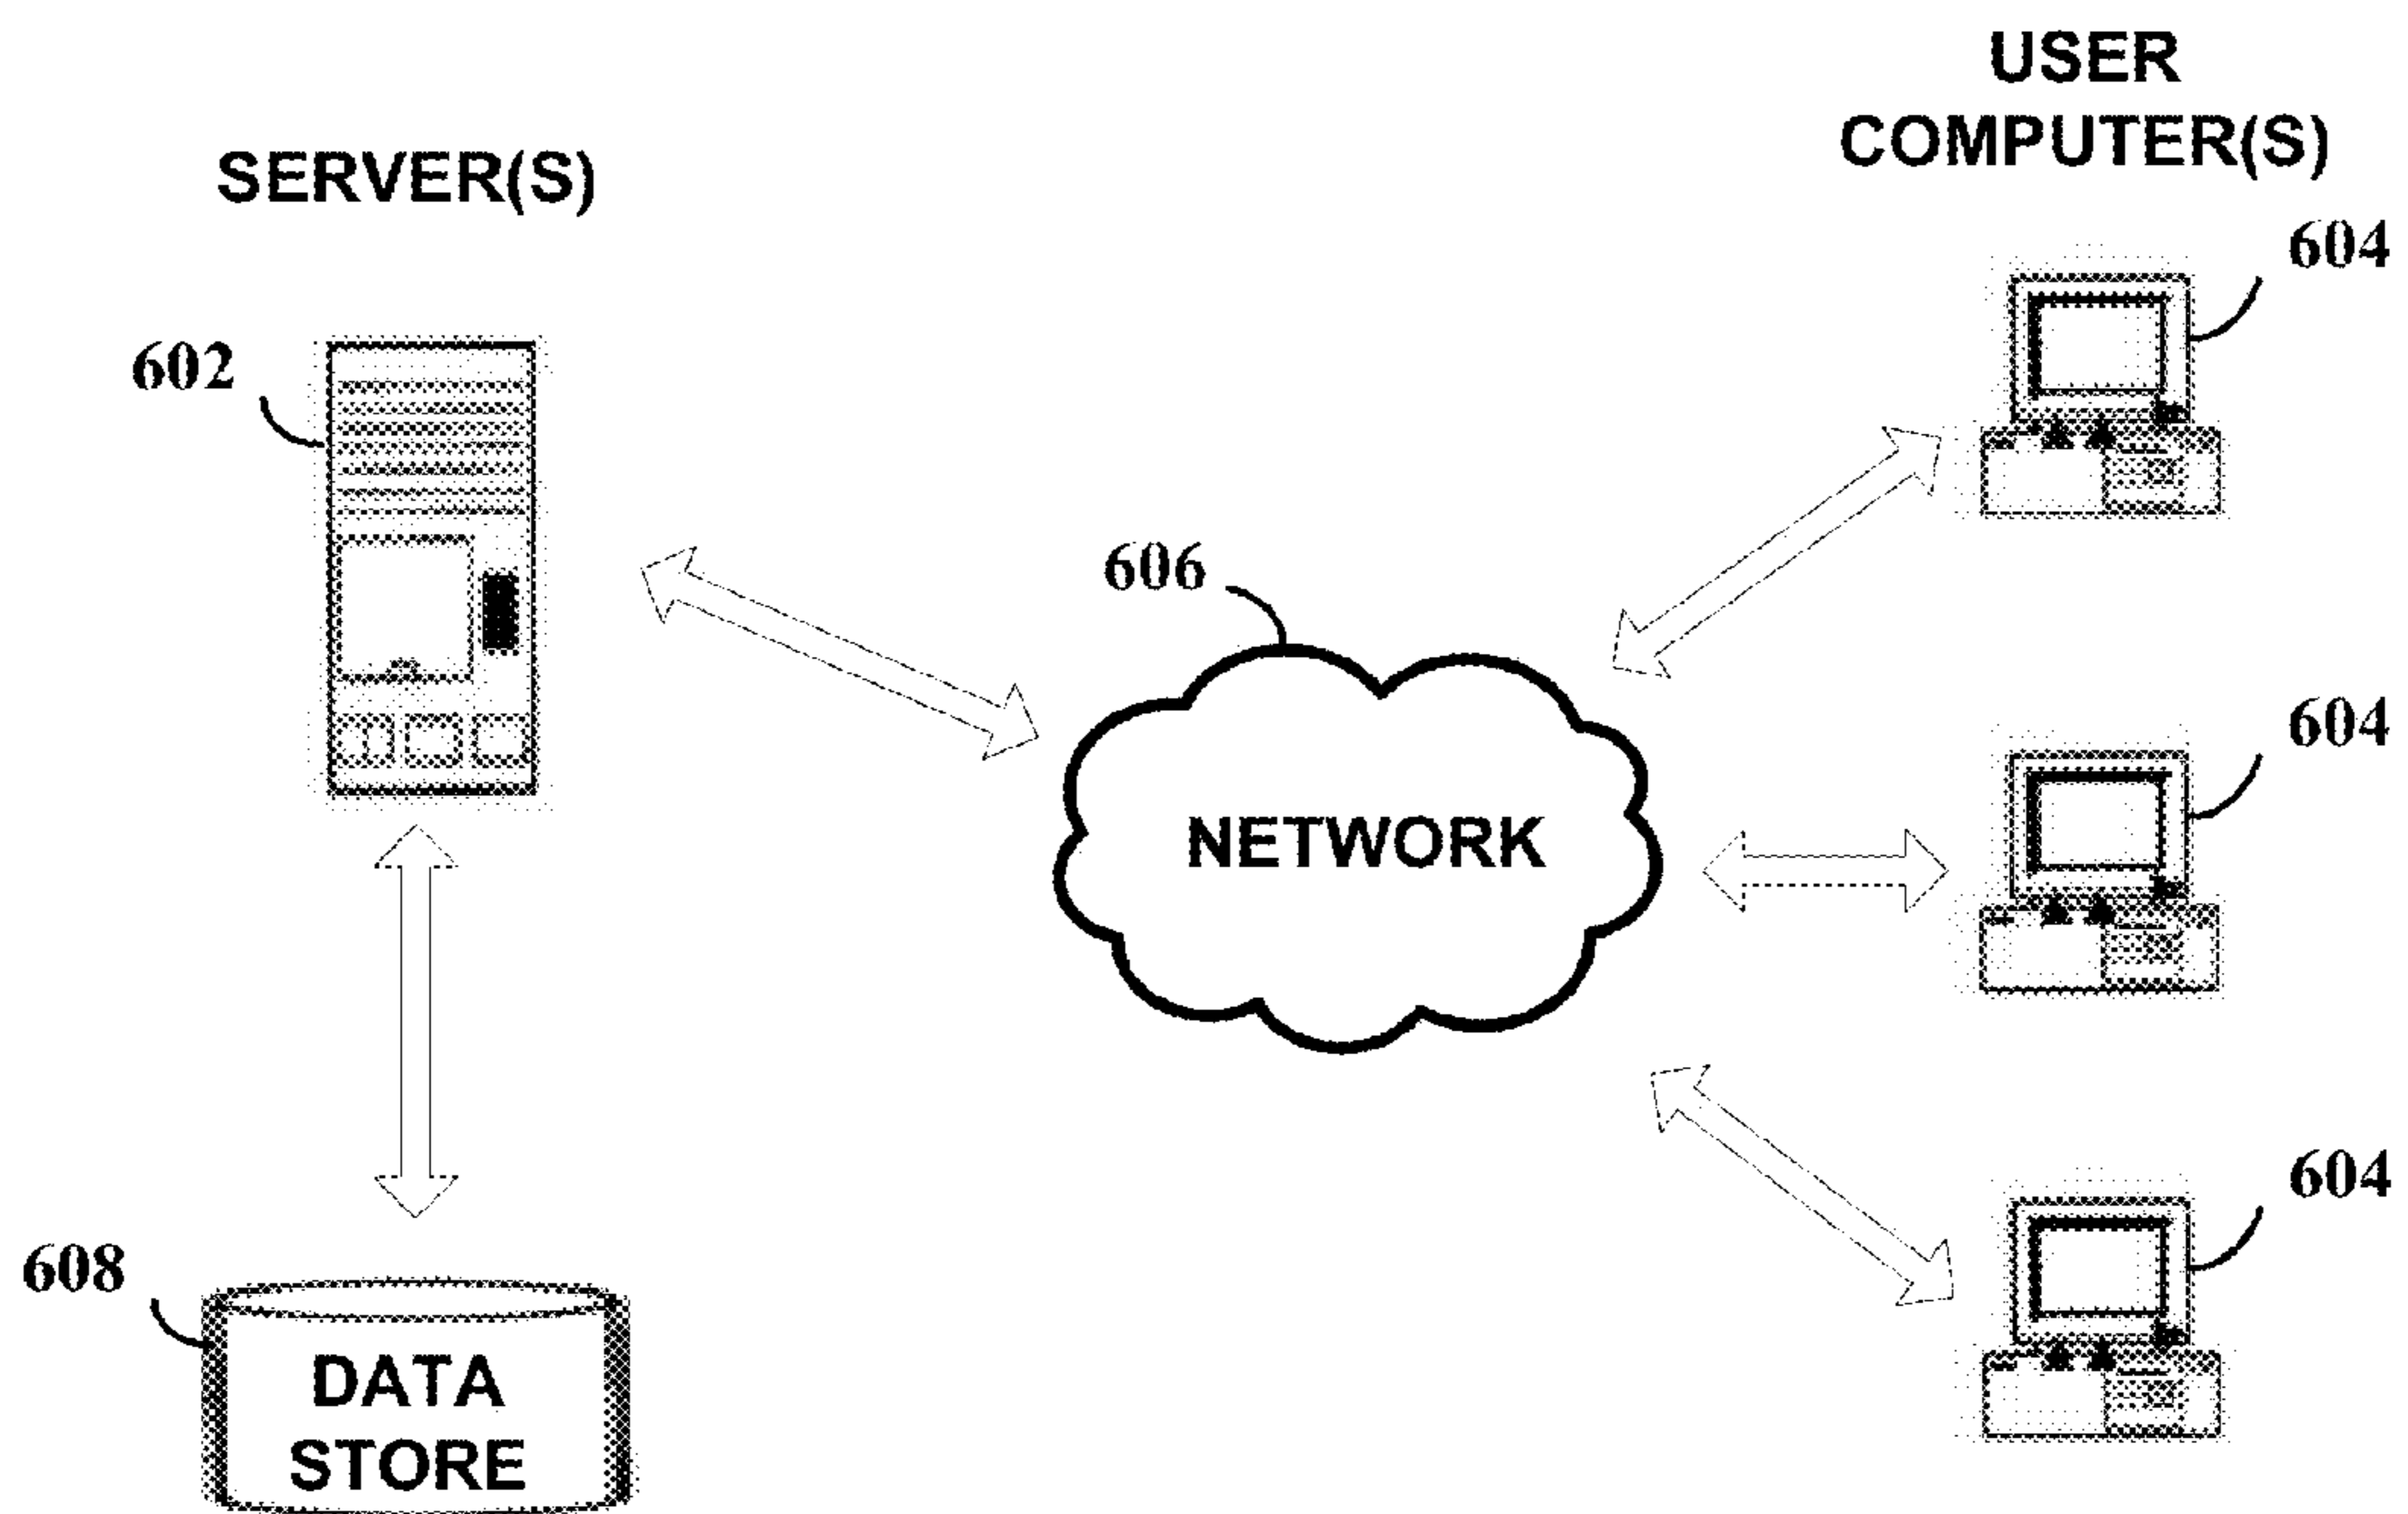 USER
COMPUTER(S)
SERVER(S)
604
602
606
604
NETWORK
604
608
DATA
STORE